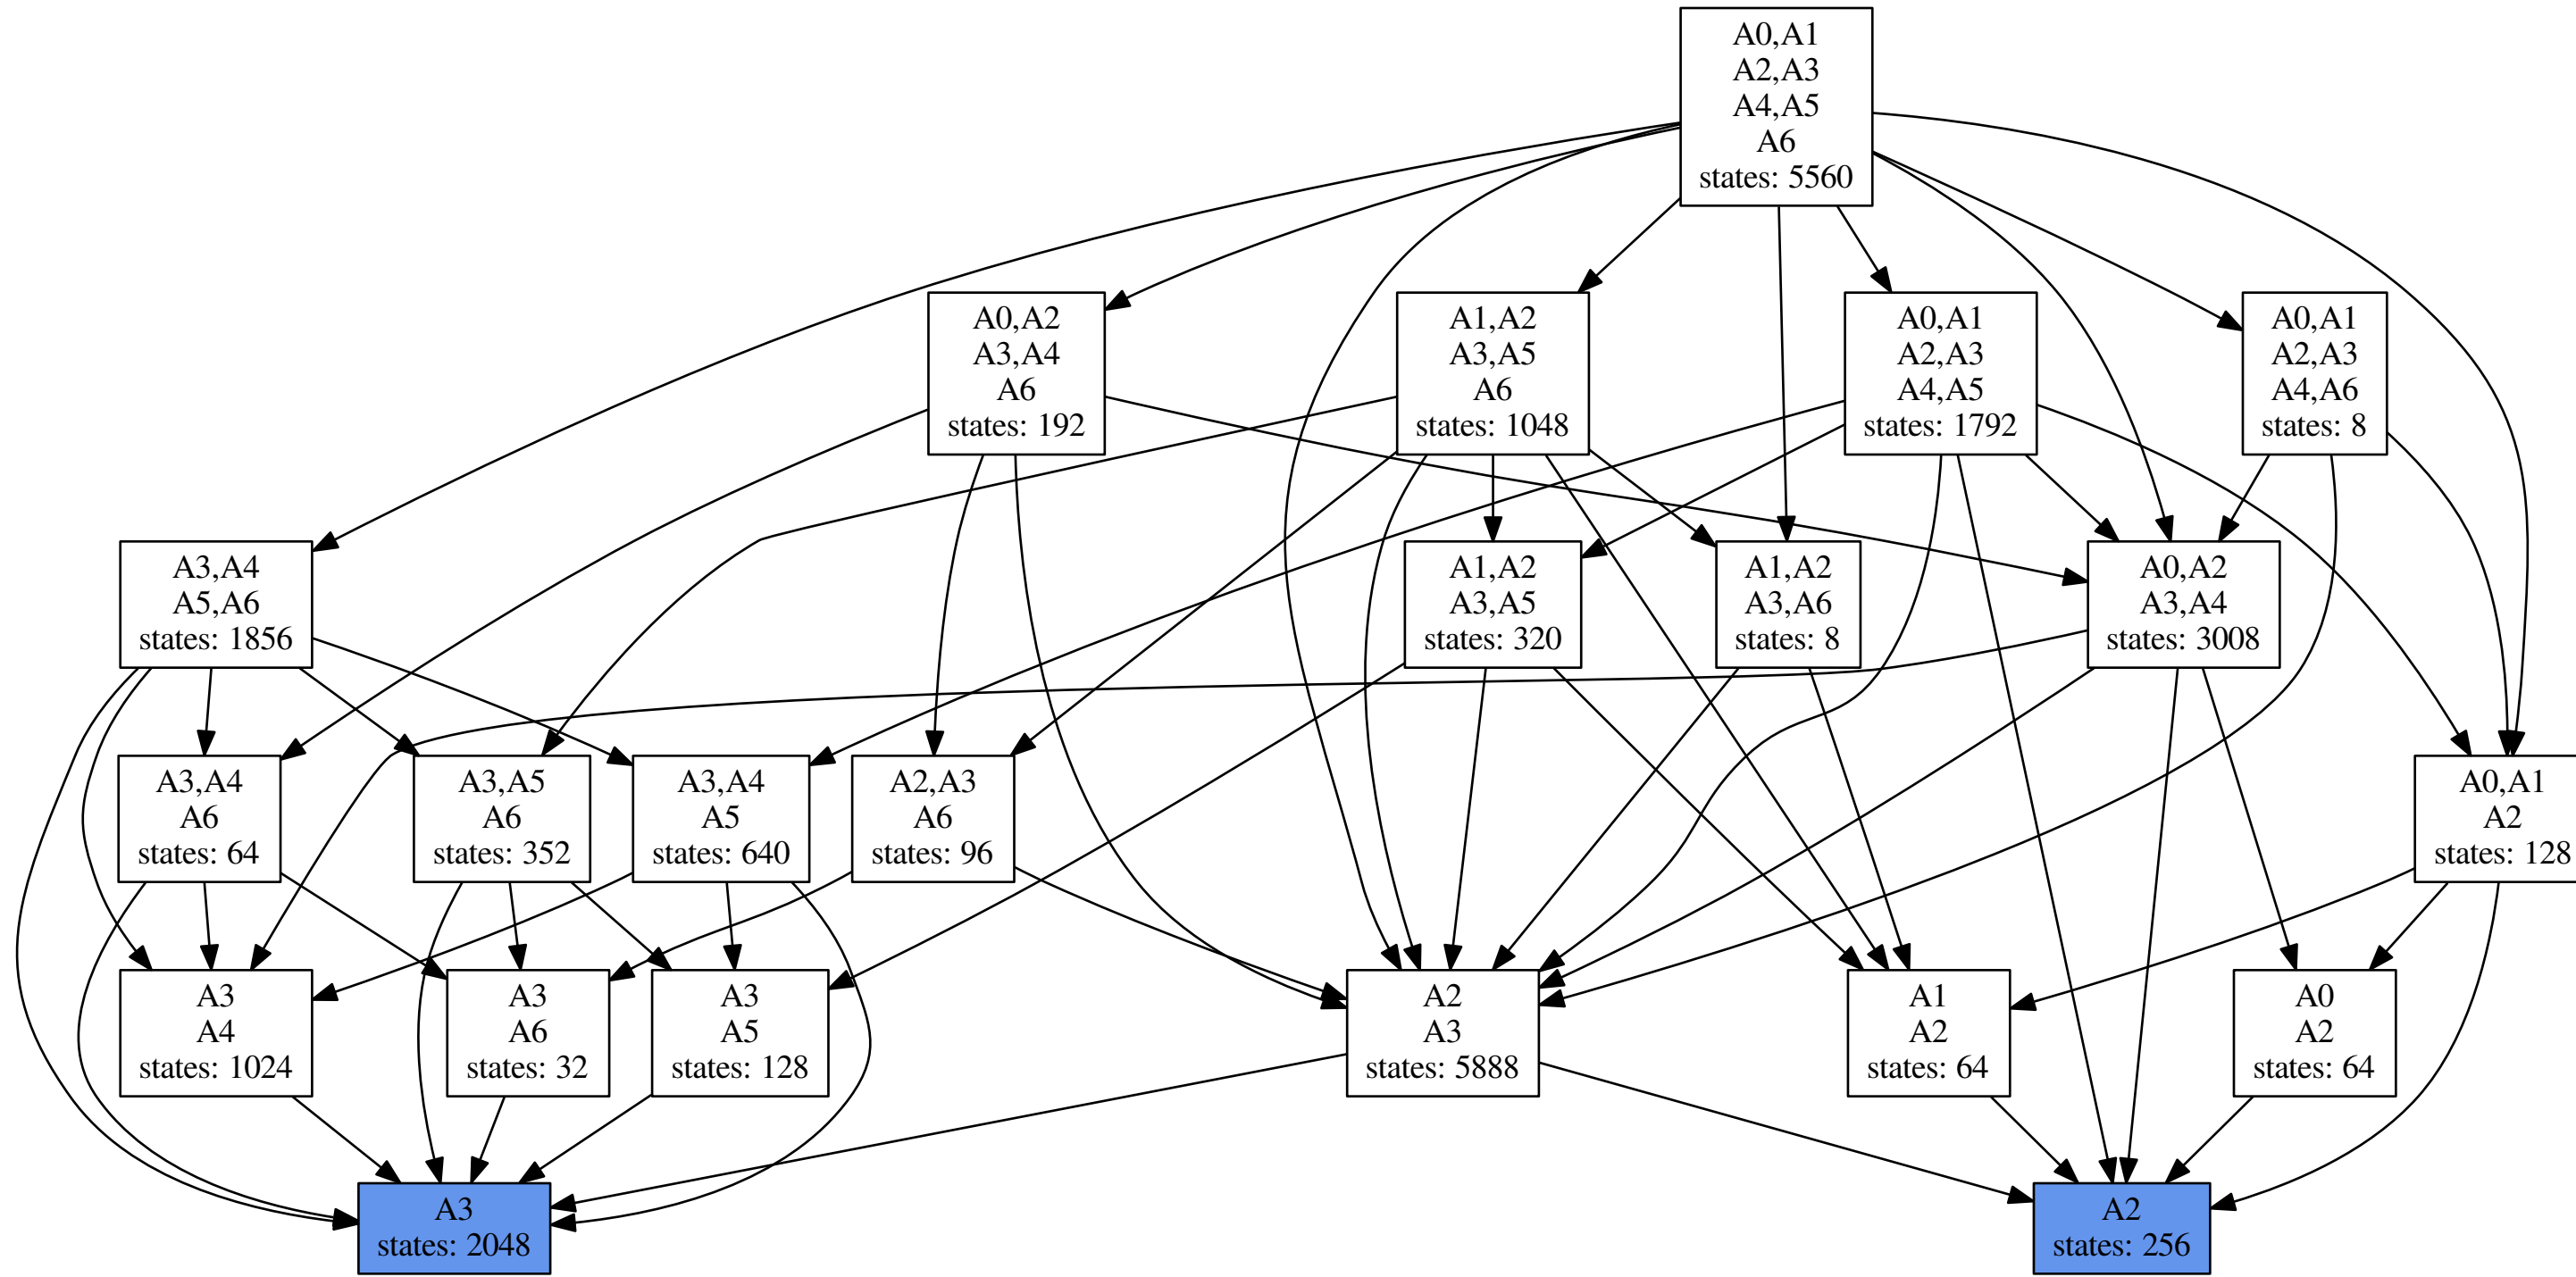 A0,A1
A2,A3
A4,A5
A6
states: 5560
A0,A2
A3,A4
A6
states: 192
A1,A2
A3,A5
A6
states: 1048
A0,A1
A2,A3
A4,A5
states: 1792
A0,A1
A2,A3
A4,A6
states: 8
A3,A4
A5,A6
states: 1856
A1,A2
A3,A5
states: 320
A1,A2
A3,A6
states: 8
A0,A2
A3,A4
states: 3008
A3,A4
A6
states: 64
A3,A5
A6
states: 352
A3,A4
A5
states: 640
A2,A3
A6
states: 96
A0,A1
A2
states: 128
A3
A4
states: 1024
A3
A6
states: 32
A3
A5
states: 128
A2
A3
states: 5888
A1
A2
states: 64
A0
A2
states: 64
A3
states: 2048
A2
states: 256